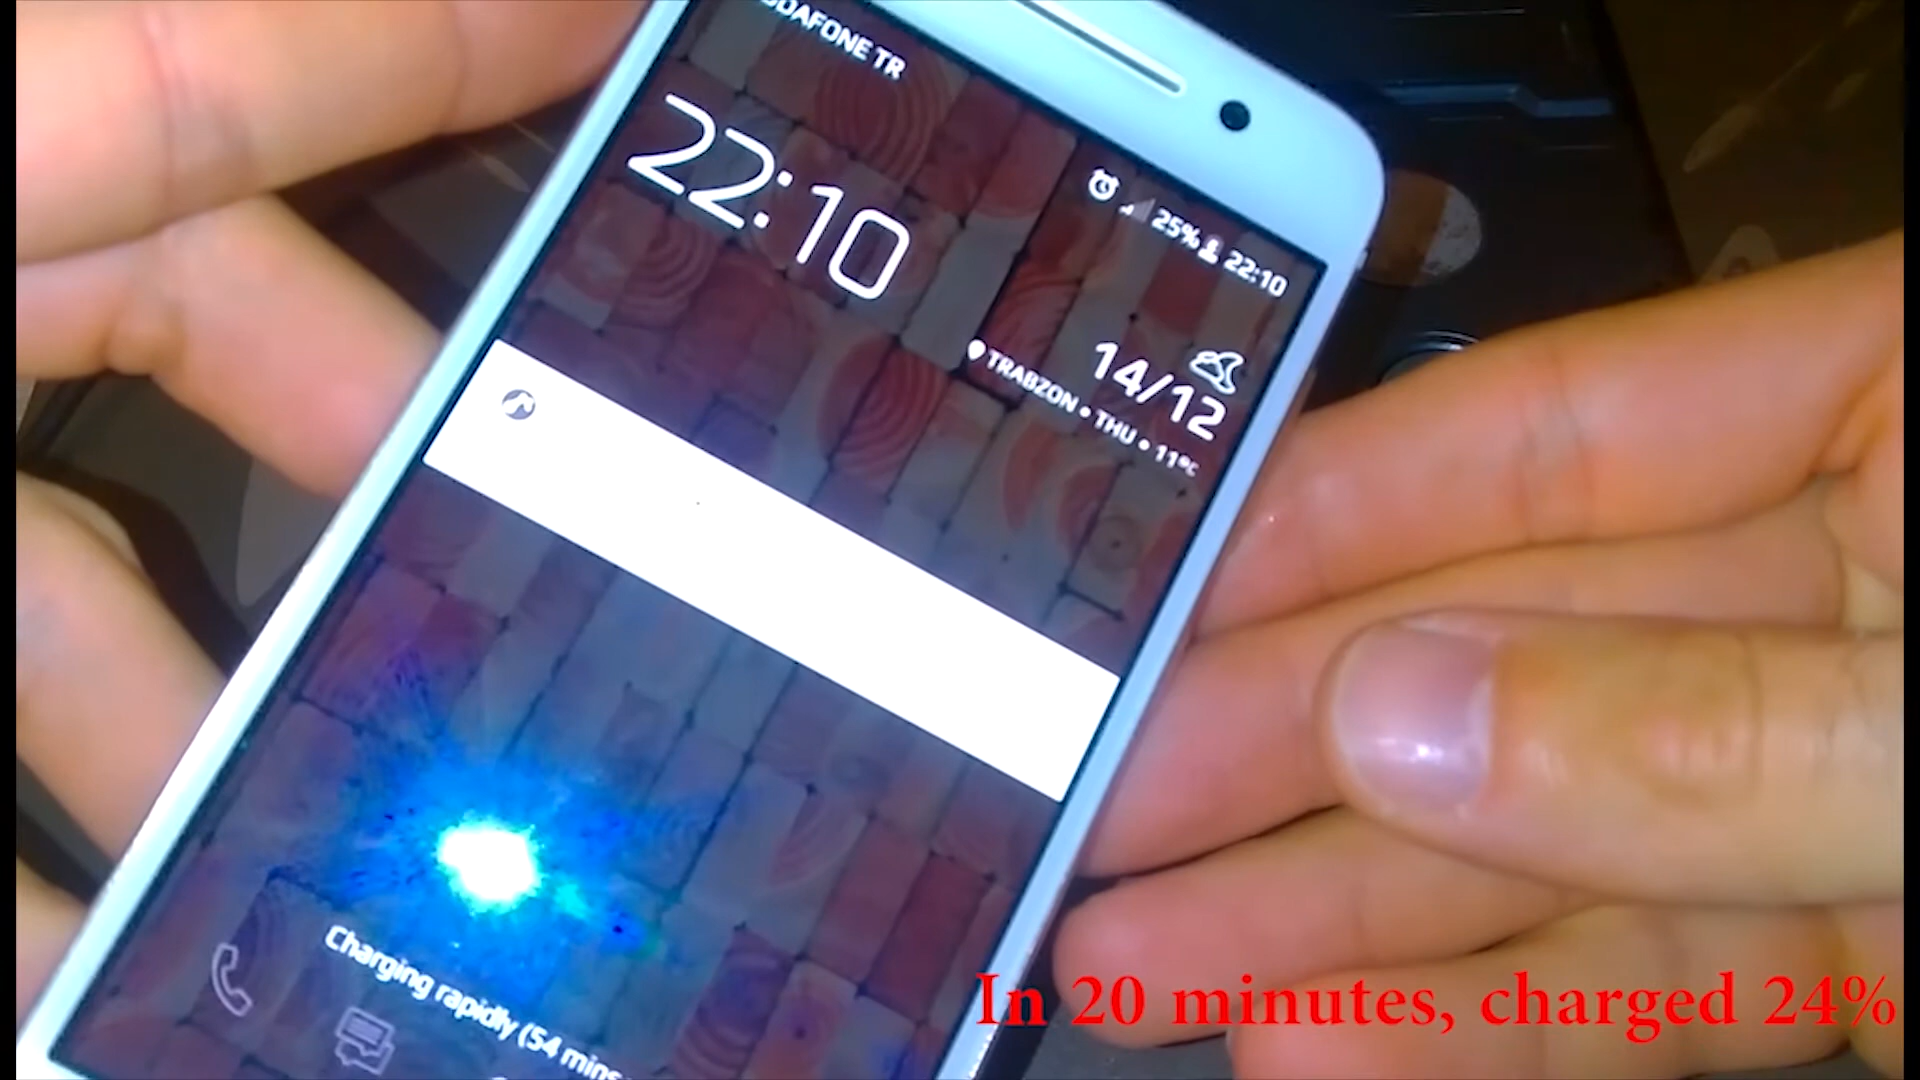 DAFONE TR
22:10
25% 22:10
14/12
TRABZON • THU • 11°C
Charging rapidly (54 mins
In 20 minutes, charged 24%